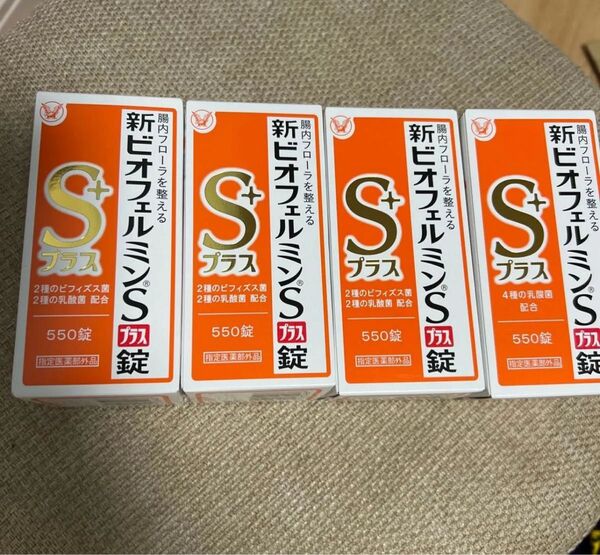 腸内フローラを整える
新ビオフェルミン®Sプラス錠
S+
プラス
2種のビフィズス菌
2種の乳酸菌 配合
550錠
指定医薬部外品
腸内フローラを整える
新ビオフェルミン®Sプラス錠
S+
プラス
2種のビフィズス菌
2種の乳酸菌 配合
550錠
指定医薬部外品
腸内フローラを整える
新ビオフェルミン®Sプラス錠
S+
プラス
2種のビフィズス菌
2種の乳酸菌 配合
550錠
指定医薬部外品
腸内フローラを整える
新ビオフェルミン®Sプラス錠
S+
プラス
4種の乳酸菌
配合
550錠
指定医薬部外品